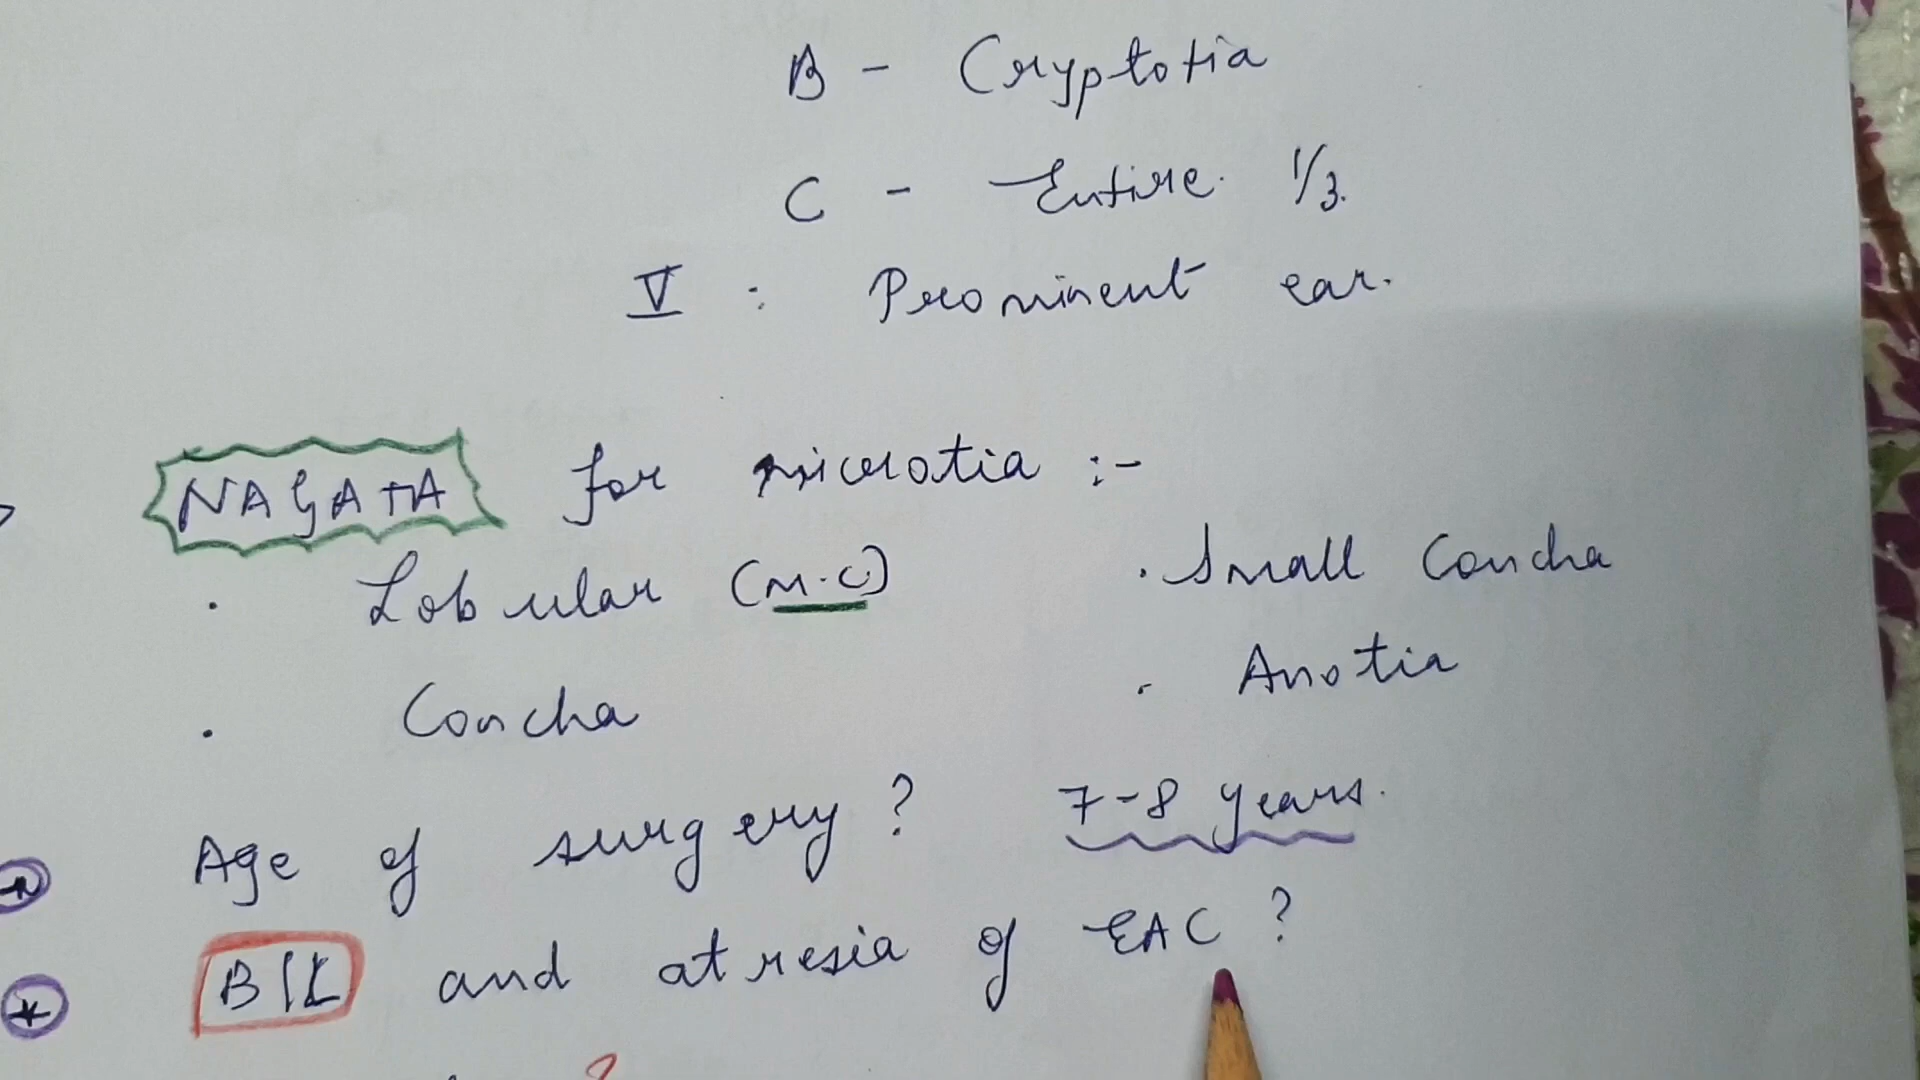 B - Cryptotia
C - Entire 1/3.
V : Prominent ear.
NAGATA for microtia :-
· Lobular (M.C) · Small Concha
· Concha · Anotia
Age of surgery? 7-8 years.
B/L and atresia of EAC ?